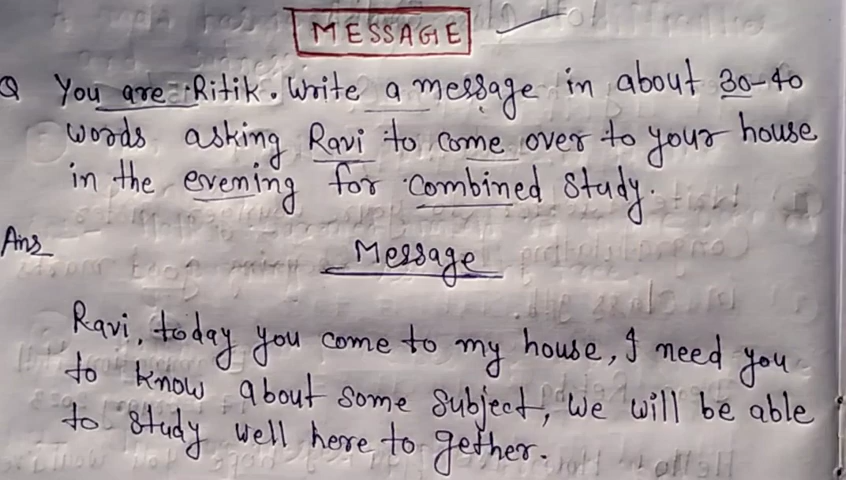 MESSAGE
Q You are Ritik. Write a message in about 30-40
words asking Ravi to come over to your house
in the evening for combined study.
Ans
Message
Ravi, today you come to my house, I need you
to know about some subject, we will be able
to study well here to gether.